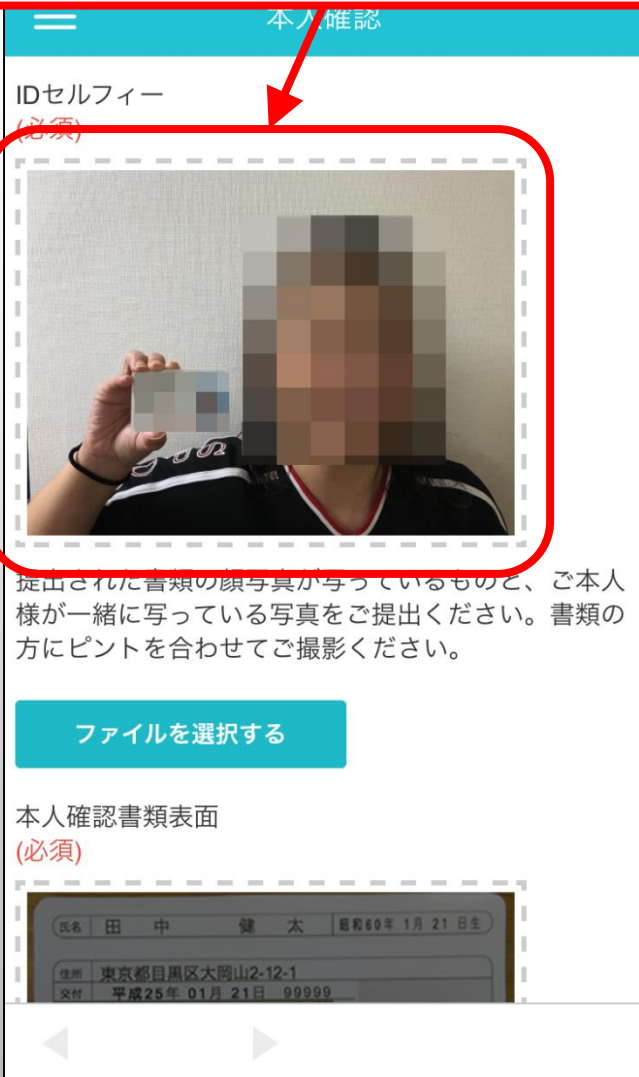 本人確認
IDセルフィー
(必須)
提出された書類の顔写真が写っているものと、ご本人
様が一緒に写っている写真をご提出ください。書類の
方にピントを合わせてご撮影ください。
ファイルを選択する
本人確認書類表面
(必須)
氏名 田中 健太 昭和60年 1月 21 日生
住所 東京都目黒区大岡山2-12-1
交付 平成25年 01月 21日 99999